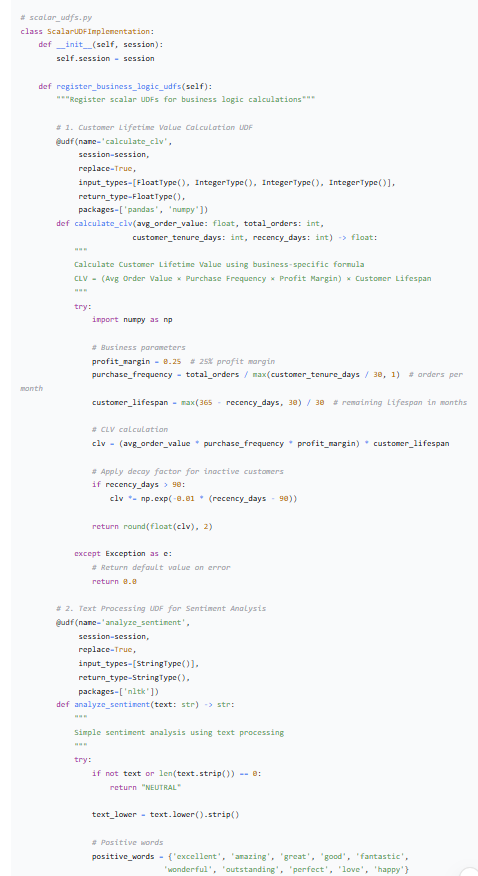 # scalar_udfs.py
class ScalarUDFImplementation:
    def __init__(self, session):
        self.session = session

    def register_business_logic_udfs(self):
        """Register scalar UDFs for business logic calculations"""

        # 1. Customer Lifetime Value Calculation UDF
        @udf(name='calculate_clv',
             session=session,
             replace=True,
             input_types=[FloatType(), IntegerType(), IntegerType(), IntegerType()],
             return_type=FloatType(),
             packages=['pandas', 'numpy'])
        def calculate_clv(avg_order_value: float, total_orders: int,
                         customer_tenure_days: int, recency_days: int) -> float:
            """
            Calculate Customer Lifetime Value using business-specific formula
            CLV = (Avg Order Value × Purchase Frequency × Profit Margin) × Customer Lifespan
            """
            try:
                import numpy as np

                # Business parameters
                profit_margin = 0.25  # 25% profit margin
                purchase_frequency = total_orders / max(customer_tenure_days / 30, 1)  # orders per
month
                customer_lifespan = max(365 - recency_days, 30) / 30  # remaining lifespan in months

                # CLV calculation
                clv = (avg_order_value * purchase_frequency * profit_margin) * customer_lifespan

                # Apply decay factor for inactive customers
                if recency_days > 90:
                    clv *= np.exp(-0.01 * (recency_days - 90))

                return round(float(clv), 2)

            except Exception as e:
                # Return default value on error
                return 0.0

        # 2. Text Processing UDF for Sentiment Analysis
        @udf(name='analyze_sentiment',
             session=session,
             replace=True,
             input_types=[StringType()],
             return_type=StringType(),
             packages=['nltk'])
        def analyze_sentiment(text: str) -> str:
            """
            Simple sentiment analysis using text processing
            """
            try:
                if not text or len(text.strip()) == 0:
                    return "NEUTRAL"

                text_lower = text.lower().strip()

                # Positive words
                positive_words = {'excellent', 'amazing', 'great', 'good', 'fantastic',
                                'wonderful', 'outstanding', 'perfect', 'love', 'happy'}